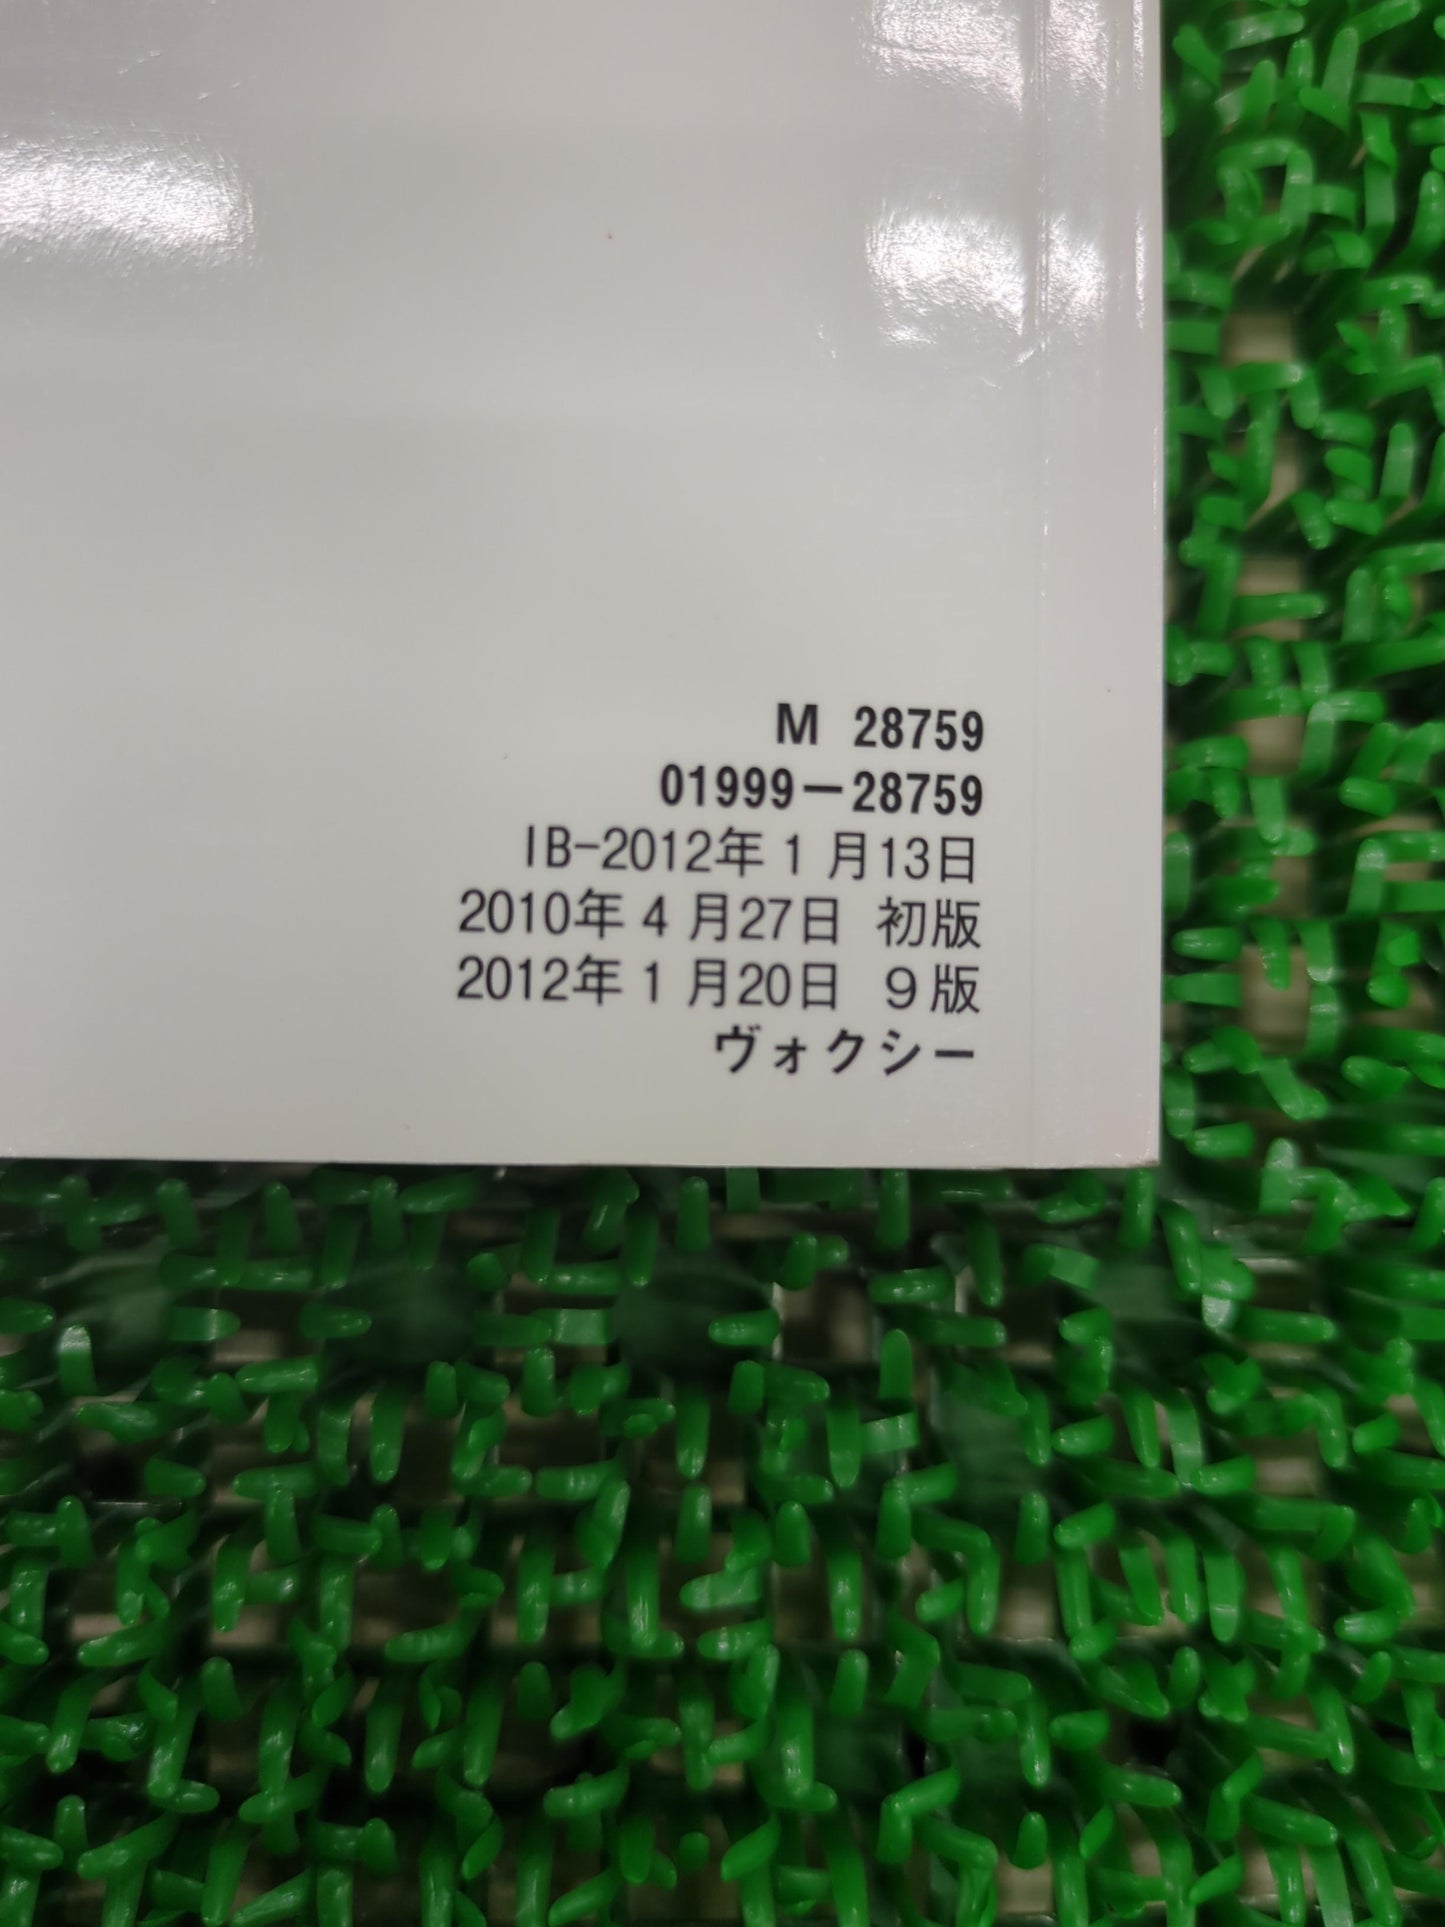 M 28759
01999−28759
IB-2012年1月13日
2010年4月27日 初版
2012年1月20日 9版
ヴォクシー